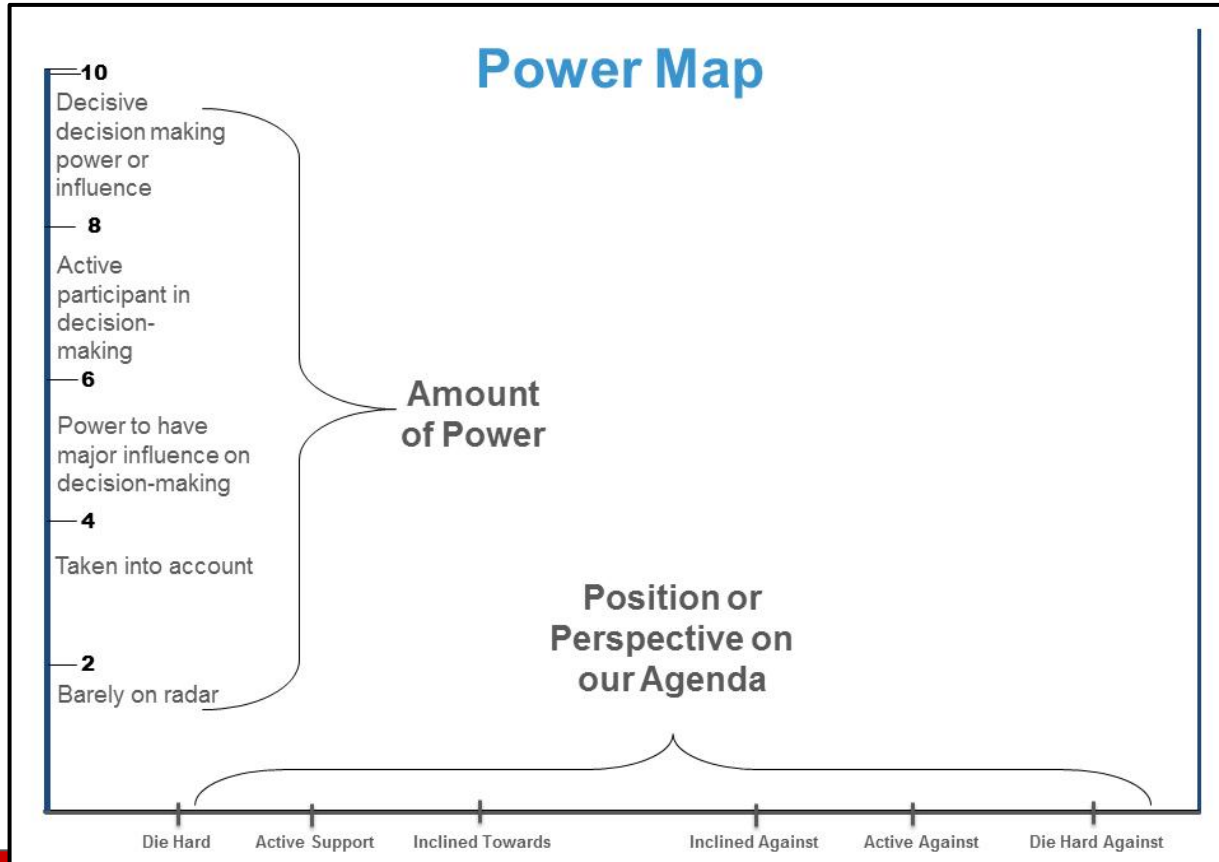 Power Map
10
Decisive
decision making
power or
influence
8
Active
participant in
decision-
making
6
Power to have
major influence on
decision-making
4
Taken into account
2
Barely on radar
Amount
of Power
Position or
Perspective on
our Agenda
Die Hard
Active Support
Inclined Towards
Inclined Against
Active Against
Die Hard Against